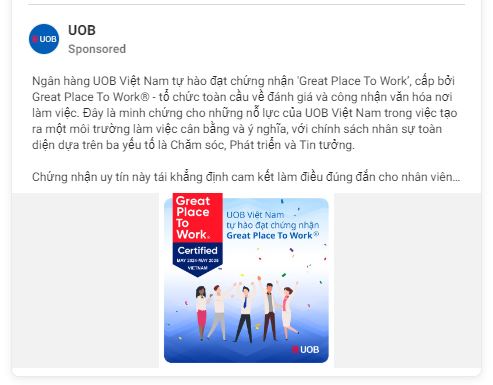 UOB
UOB
Sponsored
Ngân hàng UOB Việt Nam tự hào đạt chứng nhận 'Great Place To Work', cấp bởi
Great Place To Work® - tổ chức toàn cầu về đánh giá và công nhận văn hóa nơi
làm việc. Đây là minh chứng cho những nỗ lực của UOB Việt Nam trong việc tạo
ra một môi trường làm việc cân bằng và ý nghĩa, với chính sách nhân sự toàn
diện dựa trên ba yếu tố là Chăm sóc, Phát triển và Tin tưởng.
Chứng nhận uy tín này tái khẳng định cam kết làm điều đúng đắn cho nhân viên...
Great
Place
To
Work®
Certified
MAY 2025-MAY 2026
VIETNAM™
UOB Việt Nam
tự hào đạt chứng nhận
Great Place To Work®
UOB